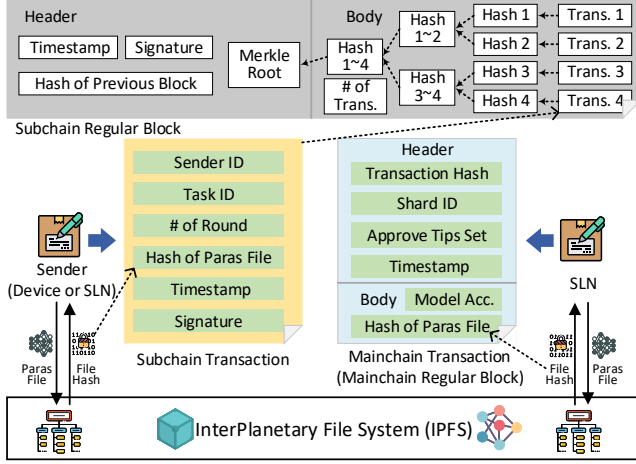 Header
Timestamp
Signature
Hash of Previous Block
Merkle
Root
Body
Hash
1~4
# of
Trans.
Hash
1~2
Hash
3~4
Hash 1
Hash 2
Hash 3
Hash 4
Trans. 1
Trans. 2
Trans. 3
Trans. 4
Subchain Regular Block
Sender ID
Task ID
# of Round
Hash of Paras File
Timestamp
Signature
Subchain Transaction
Header
Transaction Hash
Shard ID
Approve Tips Set
Timestamp
Body
Model Acc.
Hash of Paras File
Mainchain Transaction
(Mainchain Regular Block)
Sender
(Device or SLN)
Paras
File
File
Hash
SLN
File
Hash
Paras
File
InterPlanetary File System (IPFS)